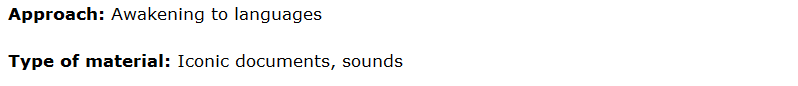 Approach: Awakening to languages
Type of material: Iconic documents, sounds